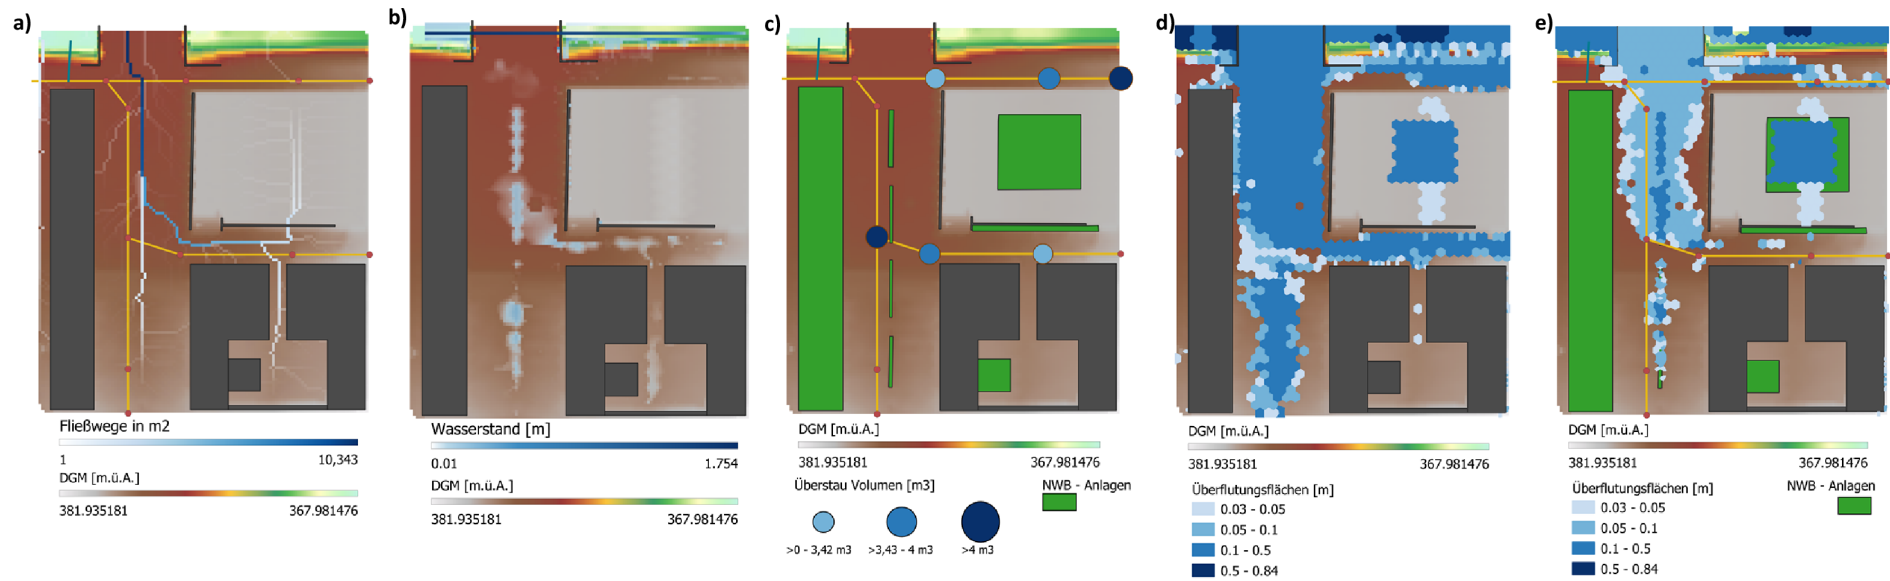 a)
b)
c)
d)
e)
Fließwege in m2
1 10,343
DGM [m.ü.A.]
381.935181 367.981476
Wasserstand [m]
0.01 1.754
DGM [m.ü.A.]
381.935181 367.981476
DGM [m.ü.A.]
381.935181 367.981476
Überstau Volumen [m3]
>0 - 3,42 m3 >3,43 - 4 m3 >4 m3
NWB - Anlagen
DGM [m.ü.A.]
381.935181 367.981476
Überflutungsflächen [m]
0.03 - 0.05
0.05 - 0.1
0.1 - 0.5
0.5 - 0.84
DGM [m.ü.A.]
381.935181 367.981476
Überflutungsflächen [m]
0.03 - 0.05
0.05 - 0.1
0.1 - 0.5
0.5 - 0.84
NWB - Anlagen